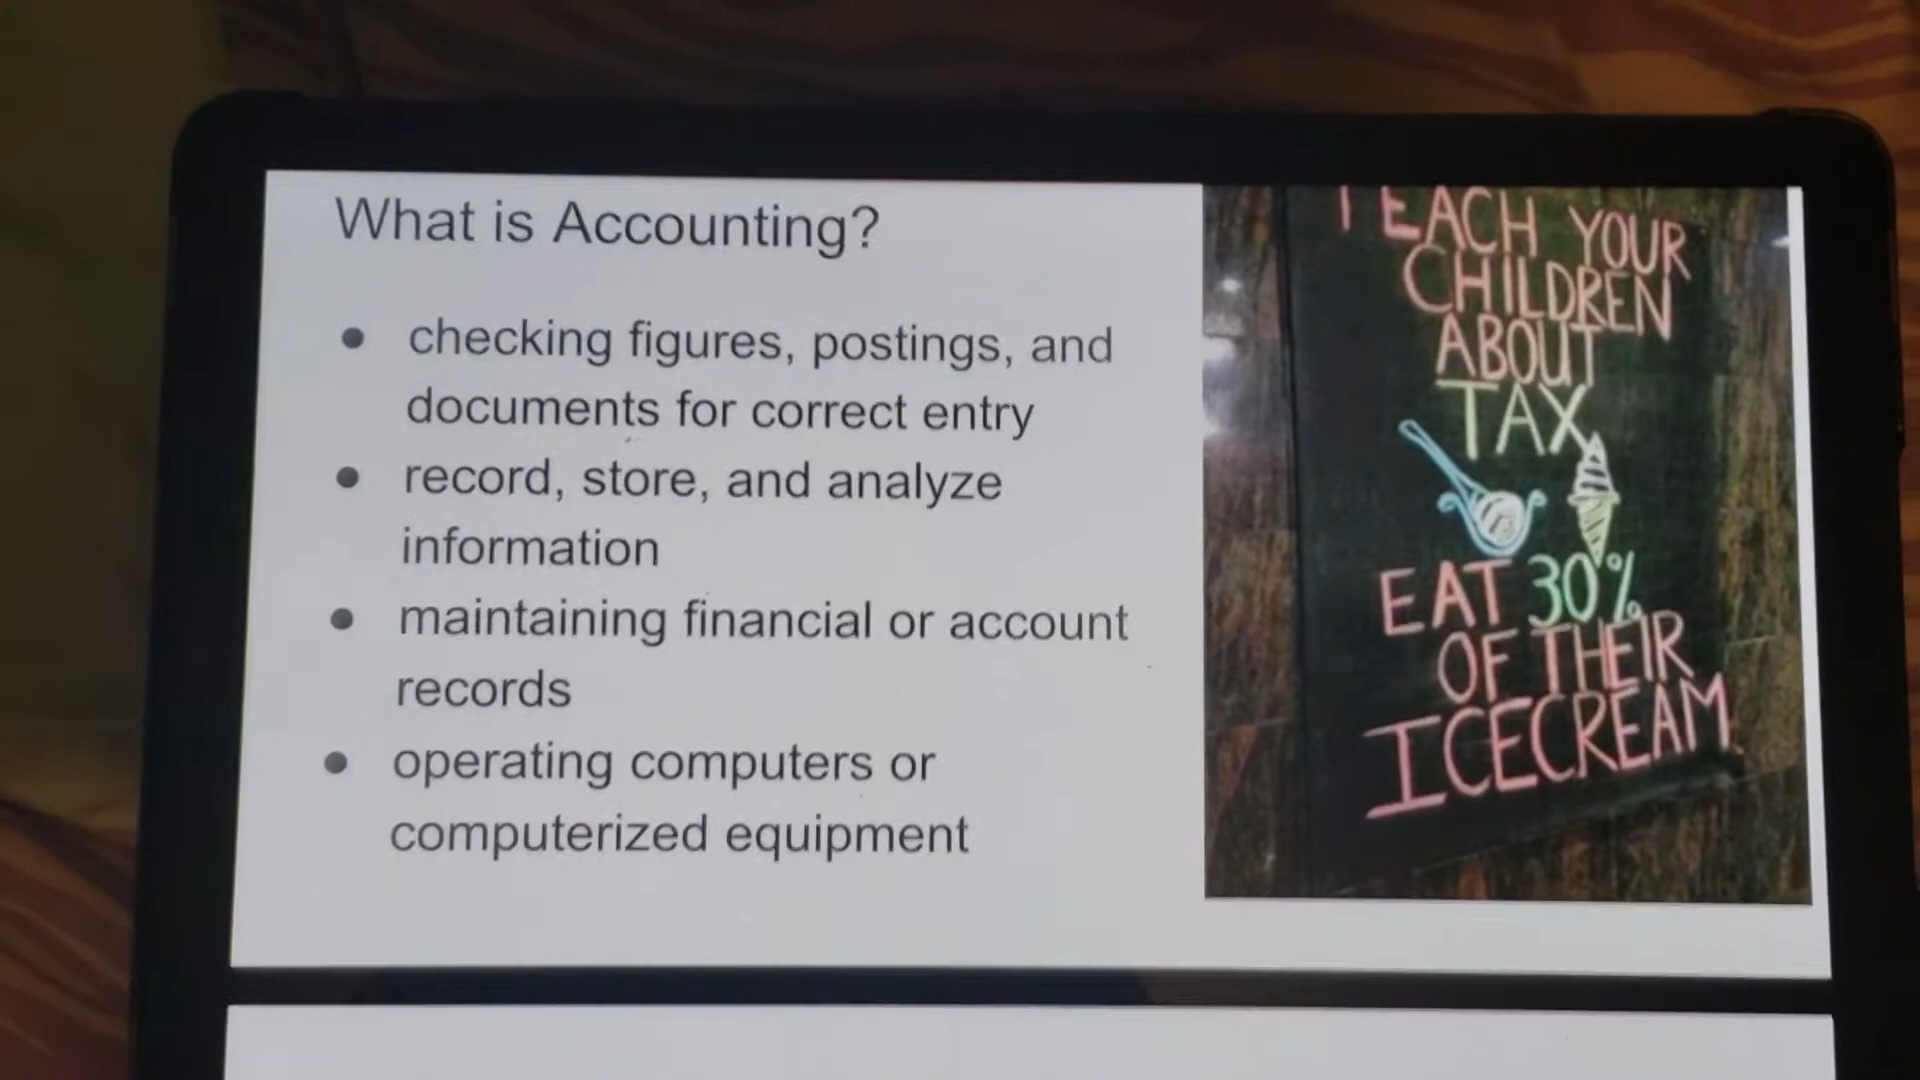 What is Accounting?
checking figures, postings, and
documents for correct entry
record, store, and analyze
information
maintaining financial or account
records
operating computers or
computerized equipment
TEACH YOUR
CHILDREN
ABOUT
TAX
EAT 30%
OF THEIR
ICECREAM